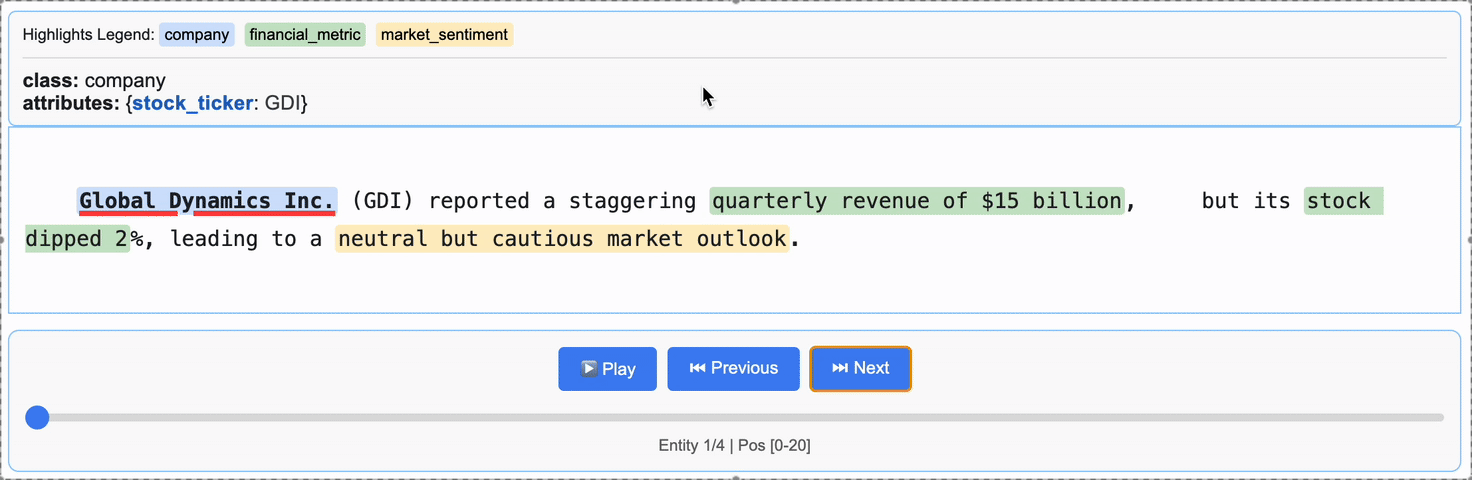 Highlights Legend: company financial_metric market_sentiment
class: company
attributes: {stock_ticker: GDI}
Global Dynamics Inc. (GDI) reported a staggering quarterly revenue of $15 billion, but its stock
dipped 2%, leading to a neutral but cautious market outlook.
▶️ Play ⏮ Previous ⏭ Next
Entity 1/4 | Pos [0-20]